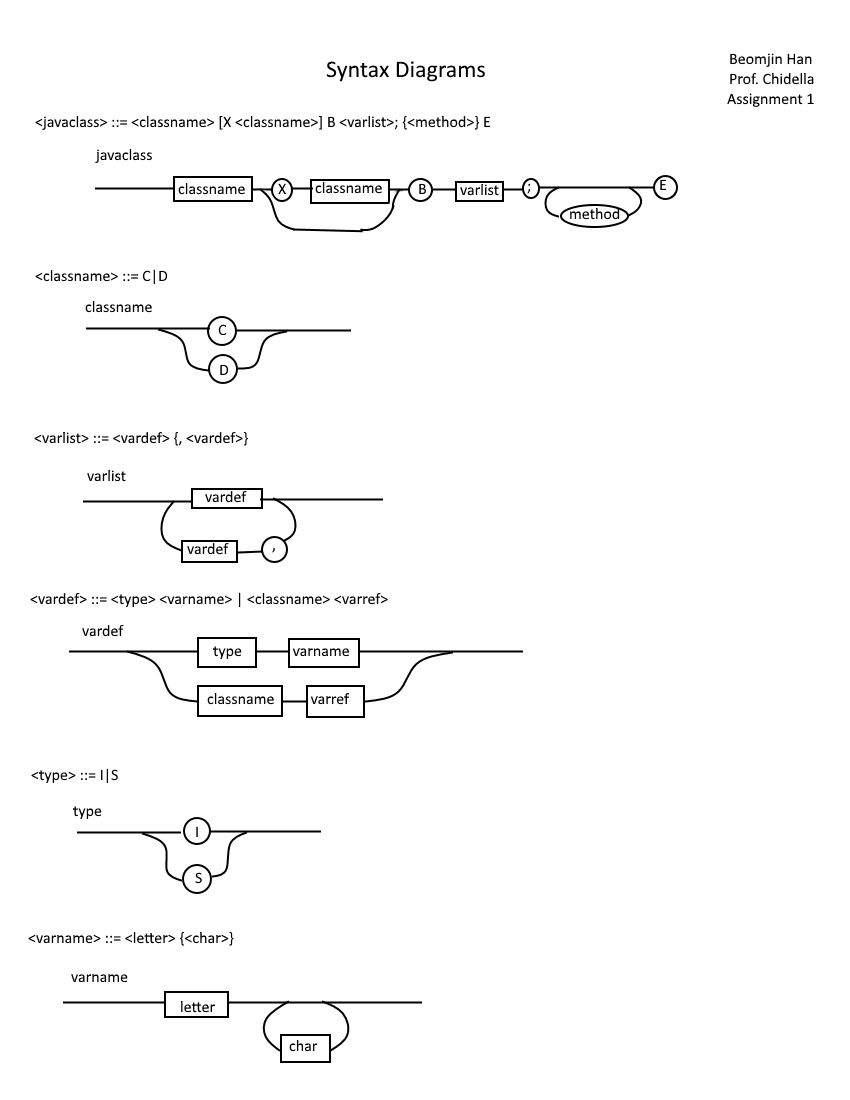 Syntax Diagrams
Beomjin Han
Prof. Chidella
Assignment 1
<javaclass> ::= <classname> [X <classname>] B <varlist>; {<method>} E
javaclass
classname X classname B varlist ; E
method
<classname> ::= C|D
classname
C
D
<varlist> ::= <vardef> {, <vardef>}
varlist
vardef
vardef ,
<vardef> ::= <type> <varname> | <classname> <varref>
vardef
type varname
classname varref
<type> ::= I|S
type
I
S
<varname> ::= <letter> {<char>}
varname
letter
char